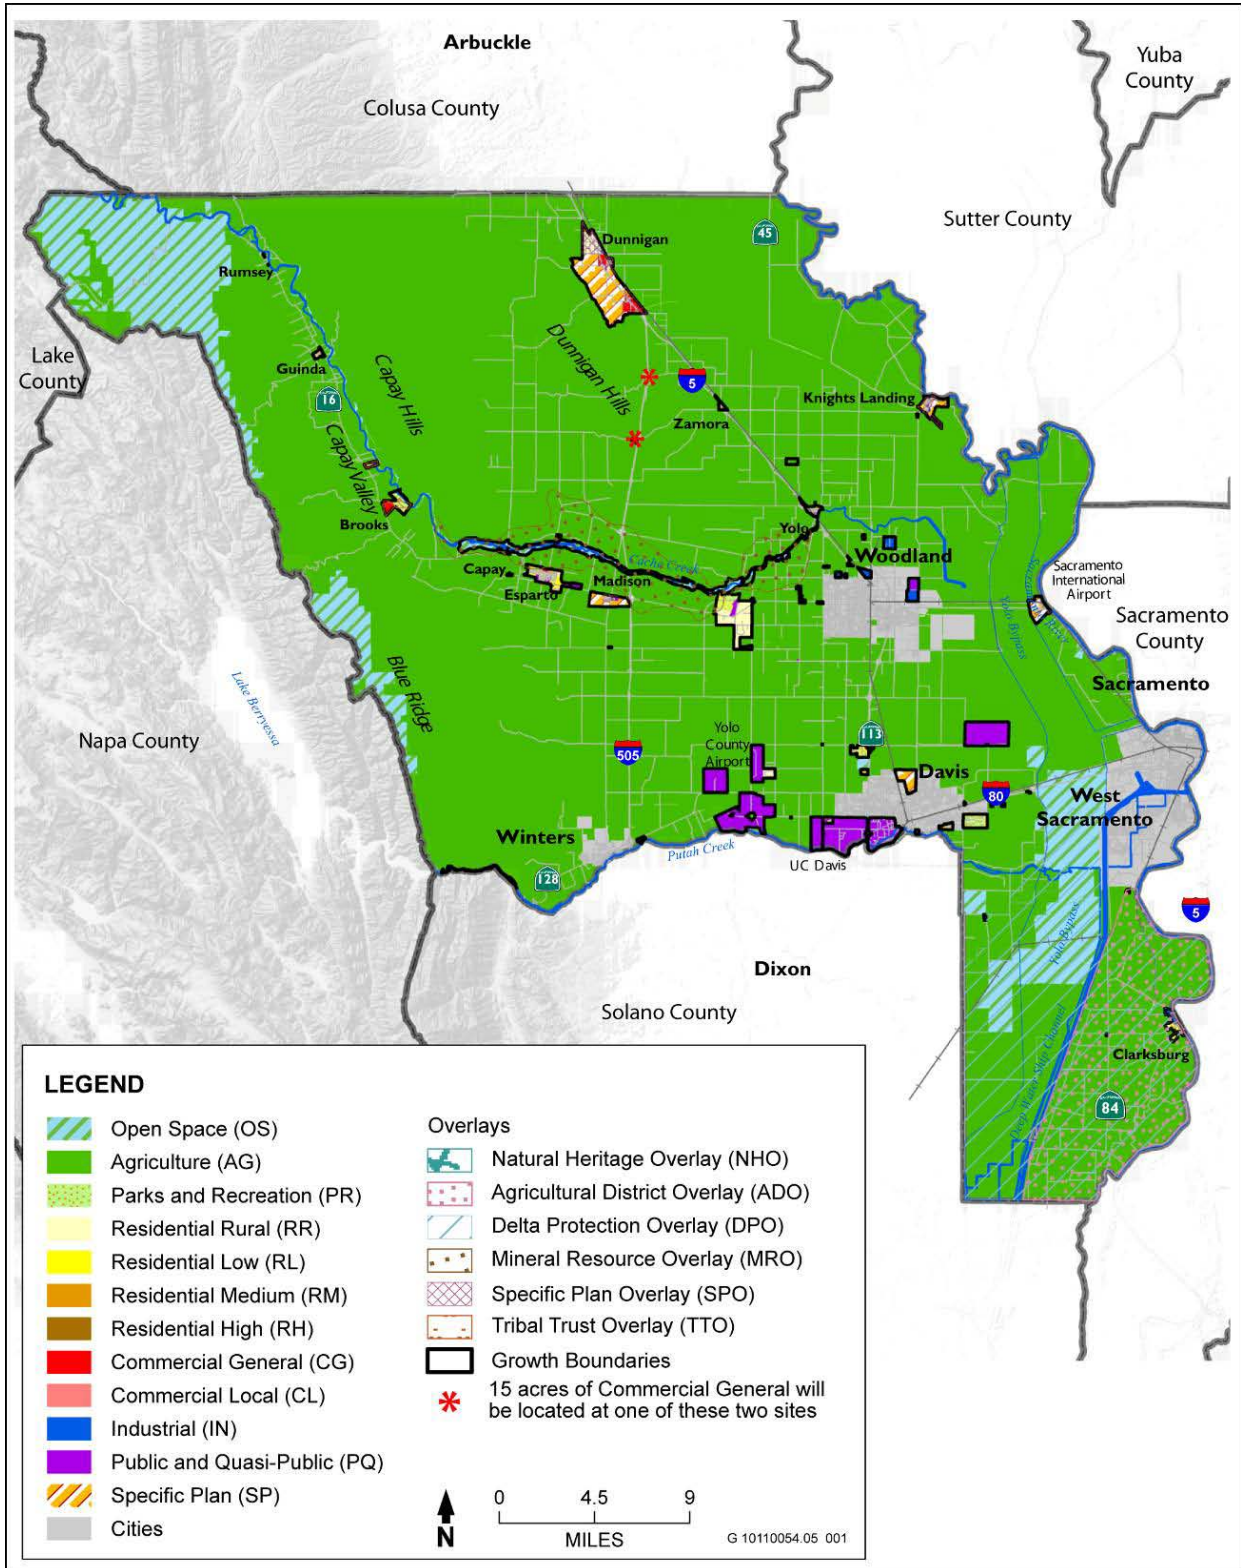 Arbuckle
Yuba
County
Colusa County
Sutter County
45
Dunnigan
Rumsey
Lake
County
Guinda
16
Capay Hills
Capay Valley
Dunnigan Hills
5
Zamora
Knights Landing
Brooks
Yolo
Woodland
Cache Creek
Capay
Madison
Esparto
Sacramento
International
Airport
Sacramento River
Yolo Bypass
Sacramento
County
Blue Ridge
Lake Berryessa
Sacramento
Napa County
505
Yolo
County
Airport
113
Davis
80
West
Sacramento
Winters
Putah Creek
UC Davis
128
5
Yolo Bypass
Dixon
Solano County
Clarksburg
Deep Water Ship Channel
84
LEGEND
Open Space (OS)
Agriculture (AG)
Parks and Recreation (PR)
Residential Rural (RR)
Residential Low (RL)
Residential Medium (RM)
Residential High (RH)
Commercial General (CG)
Commercial Local (CL)
Industrial (IN)
Public and Quasi-Public (PQ)
Specific Plan (SP)
Cities
Overlays
Natural Heritage Overlay (NHO)
Agricultural District Overlay (ADO)
Delta Protection Overlay (DPO)
Mineral Resource Overlay (MRO)
Specific Plan Overlay (SPO)
Tribal Trust Overlay (TTO)
Growth Boundaries
15 acres of Commercial General will
be located at one of these two sites
N
0 4.5 9
MILES
G 10110054.05 001